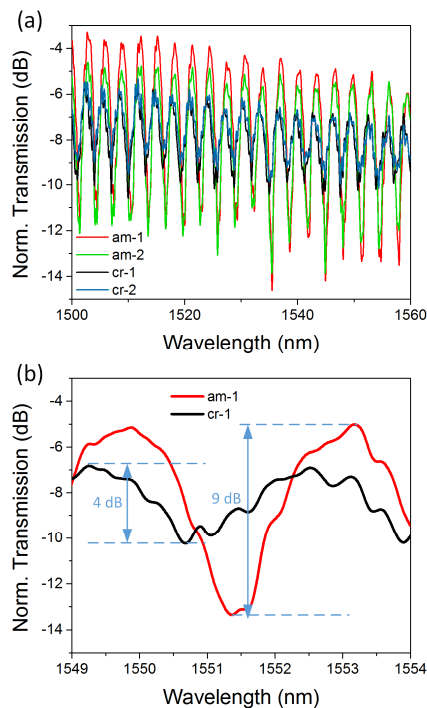 (a)
Norm. Transmission (dB)
-4
-6
-8
-10
-12
-14
am-1
am-2
cr-1
cr-2
1500
1520
1540
1560
Wavelength (nm)
(b)
Norm. Transmission (dB)
-4
-6
-8
-10
-12
-14
am-1
cr-1
4 dB
9 dB
1549
1550
1551
1552
1553
1554
Wavelength (nm)